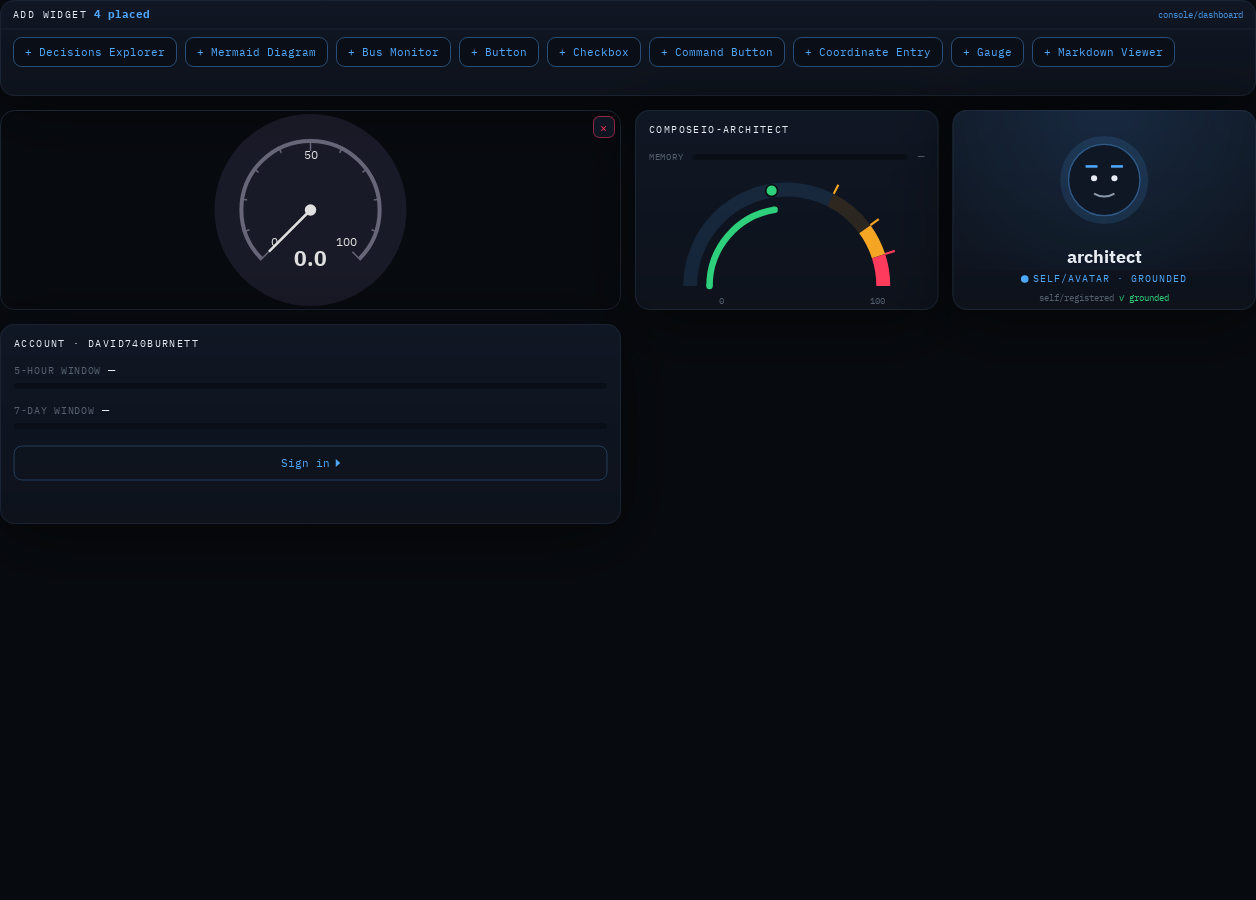 ADD WIDGET 4 placed
console/dashboard
+ Decisions Explorer
+ Mermaid Diagram
+ Bus Monitor
+ Button
+ Checkbox
+ Command Button
+ Coordinate Entry
+ Gauge
+ Markdown Viewer
×
50
0
100
0.0
COMPOSEIO-ARCHITECT
MEMORY —
0
100
architect
SELF/AVATAR · GROUNDED
self/registered √ grounded
ACCOUNT · DAVID740BURNETT
5-HOUR WINDOW —
7-DAY WINDOW —
Sign in